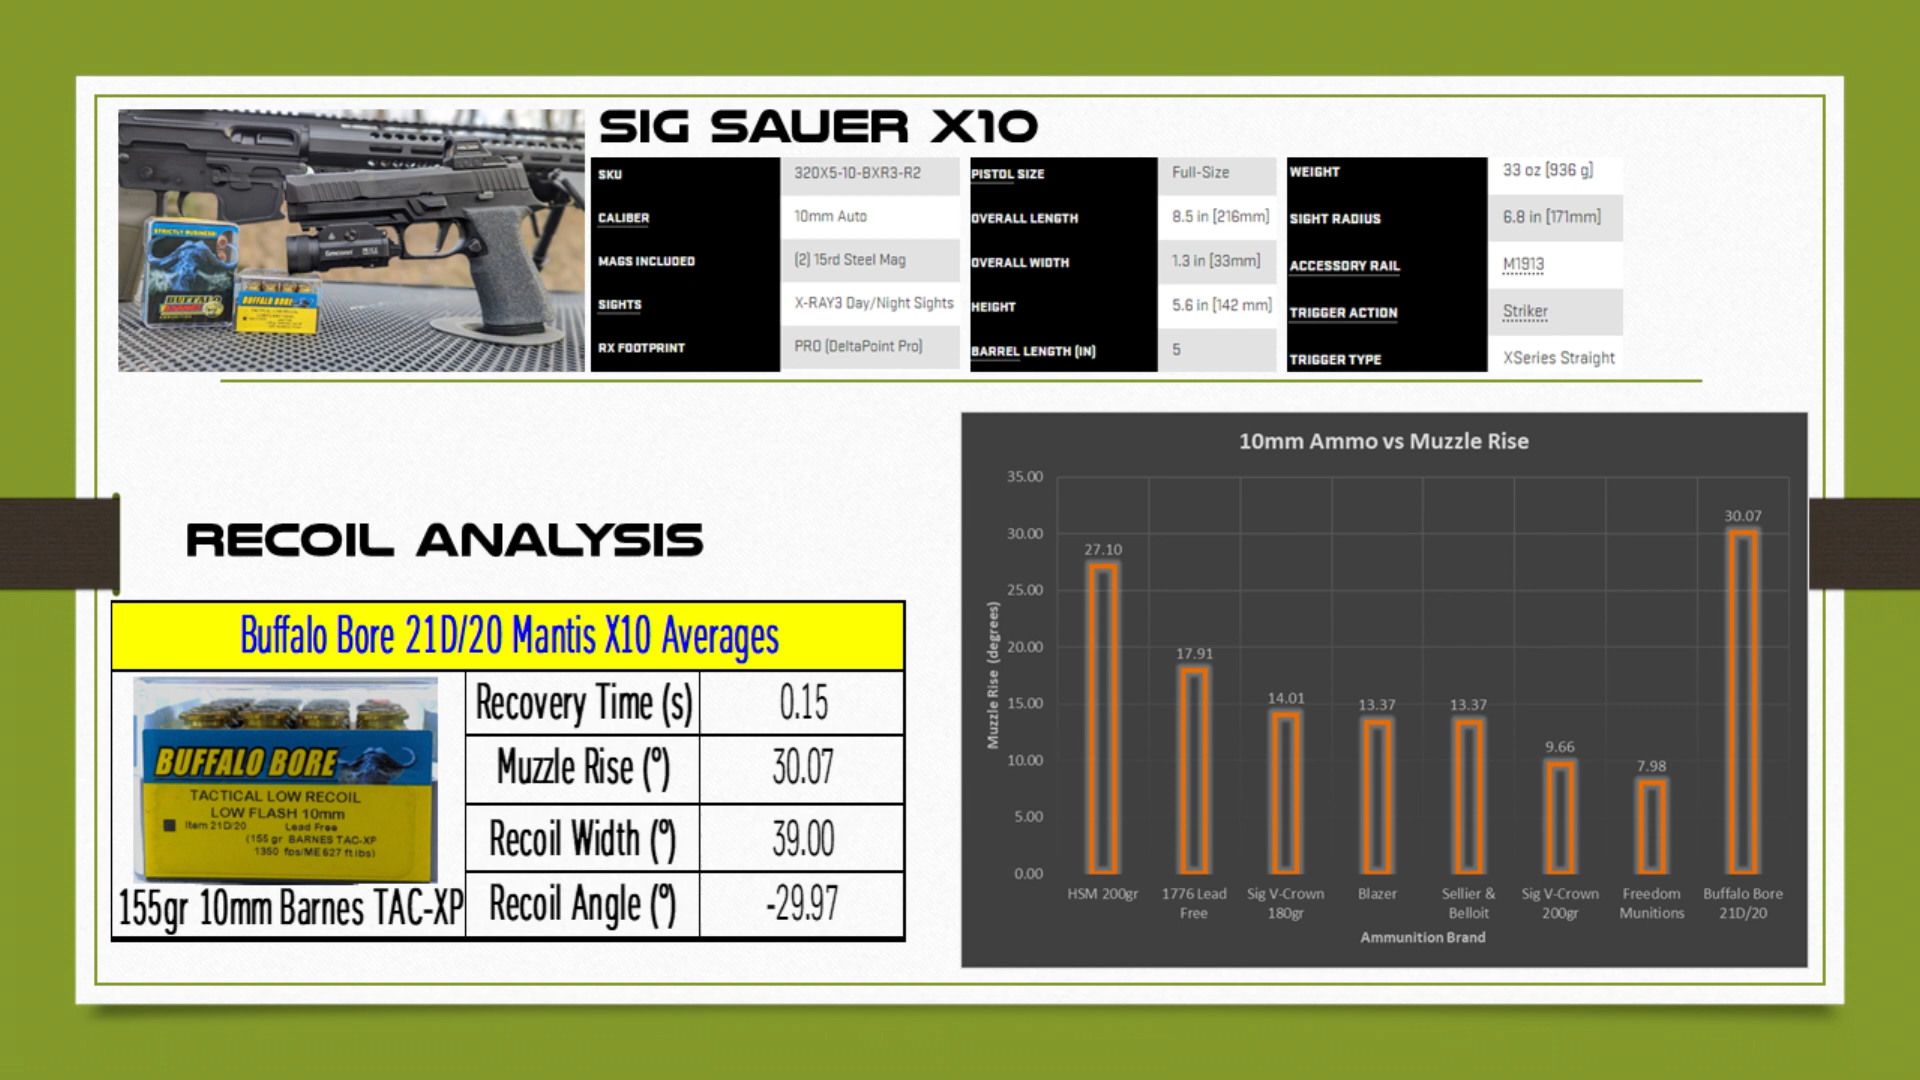 SIG SAUER X10
STRICTLY BUSINESS
BUFFALO BORE
SKU 320X5-10-BXR3-R2
CALIBER 10mm Auto
MAGS INCLUDED (2) 15rd Steel Mag
SIGHTS X-RAY3 Day/Night Sights
RX FOOTPRINT PRO (DeltaPoint Pro)
PISTOL SIZE Full-Size
OVERALL LENGTH 8.5 in [216mm]
OVERALL WIDTH 1.3 in [33mm]
HEIGHT 5.6 in [142 mm]
BARREL LENGTH (IN) 5
WEIGHT 33 oz [936 g]
SIGHT RADIUS 6.8 in [171mm]
ACCESSORY RAIL M1913
TRIGGER ACTION Striker
TRIGGER TYPE XSeries Straight
RECOIL ANALYSIS
Buffalo Bore 21D/20 Mantis X10 Averages
BUFFALO BORE
TACTICAL LOW RECOIL
LOW FLASH 10mm
Item 21D/20 Lead Free
(155 gr BARNES TAC-XP
1350 fps/ME 627 ft lbs)
155gr 10mm Barnes TAC-XP
Recovery Time (s) 0.15
Muzzle Rise (°) 30.07
Recoil Width (°) 39.00
Recoil Angle (°) -29.97
10mm Ammo vs Muzzle Rise
Muzzle Rise (degrees)
35.00
30.00
25.00
20.00
15.00
10.00
5.00
0.00
27.10
17.91
14.01
13.37
13.37
9.66
7.98
30.07
HSM 200gr
1776 Lead
Free
Sig V-Crown
180gr
Blazer
Sellier &
Belloit
Sig V-Crown
200gr
Freedom
Munitions
Buffalo Bore
21D/20
Ammunition Brand